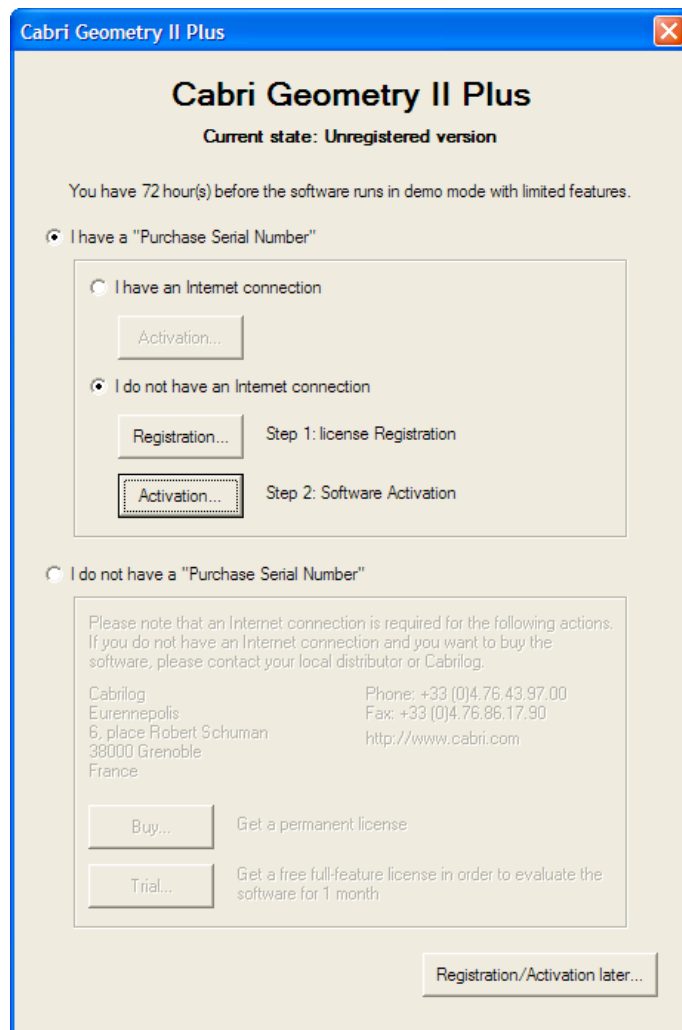 Cabri Geometry II Plus
Cabri Geometry II Plus
Current state: Unregistered version
You have 72 hour(s) before the software runs in demo mode with limited features.
I have a "Purchase Serial Number"
I have an Internet connection
Activation...
I do not have an Internet connection
Registration... Step 1: license Registration
Activation... Step 2: Software Activation
I do not have a "Purchase Serial Number"
Please note that an Internet connection is required for the following actions.
If you do not have an Internet connection and you want to buy the
software, please contact your local distributor or Cabrilog.
Cabrilog
Eurennepolis
6, place Robert Schuman
38000 Grenoble
France
Phone: +33 (0)4.76.43.97.00
Fax: +33 (0)4.76.86.17.90
http://www.cabri.com
Buy... Get a permanent license
Trial... Get a free full-feature license in order to evaluate the
software for 1 month
Registration/Activation later...